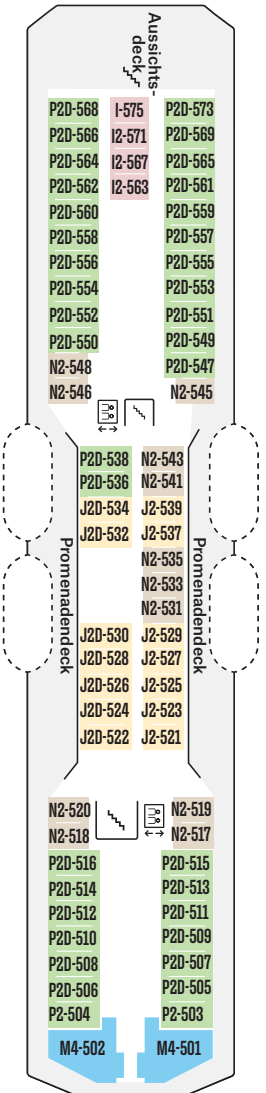 Aussichts-
deck
P2D-568 I-575 P2D-573
P2D-566 I2-571 P2D-569
P2D-564 I2-567 P2D-565
P2D-562 I2-563 P2D-561
P2D-560 P2D-559
P2D-558 P2D-557
P2D-556 P2D-555
P2D-554 P2D-553
P2D-552 P2D-551
P2D-550 P2D-549
N2-548 P2D-547
N2-546 N2-545
P2D-538 N2-543
P2D-536 N2-541
J2D-534 J2-539
J2D-532 J2-537
N2-535
N2-533
N2-531
Promenadendeck
Promenadendeck
J2D-530 J2-529
J2D-528 J2-527
J2D-526 J2-525
J2D-524 J2-523
J2D-522 J2-521
N2-520 N2-519
N2-518 N2-517
P2D-516 P2D-515
P2D-514 P2D-513
P2D-512 P2D-511
P2D-510 P2D-509
P2D-508 P2D-507
P2D-506 P2D-505
P2-504 P2-503
M4-502 M4-501